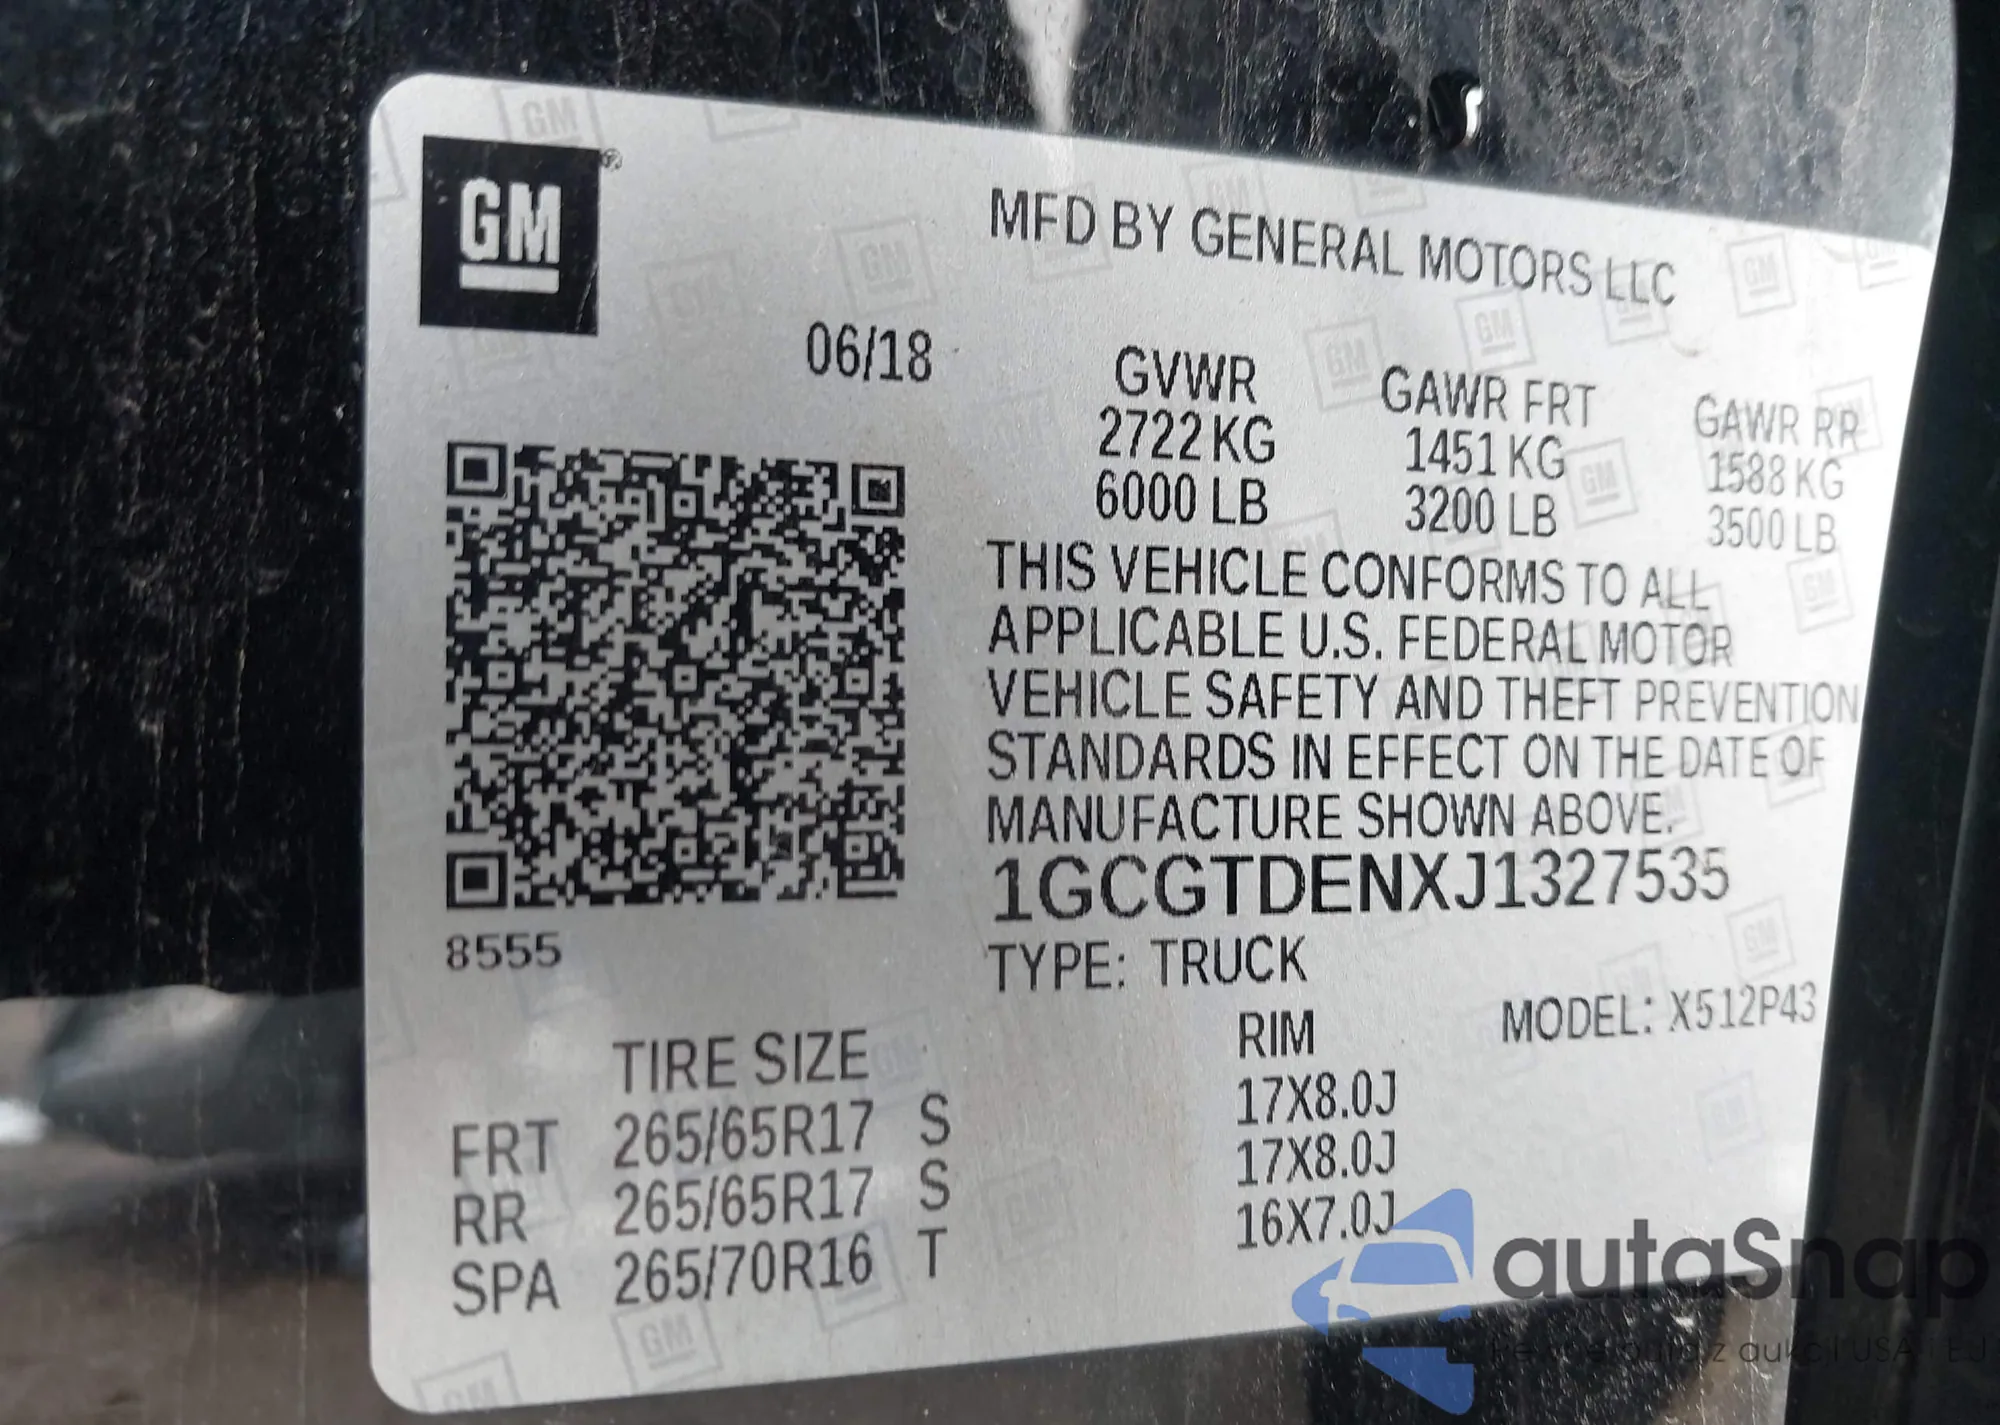 GM®
MFD BY GENERAL MOTORS LLC
06/18
GVWR GAWR FRT GAWR RR
2722 KG 1451 KG 1588 KG
6000 LB 3200 LB 3500 LB
THIS VEHICLE CONFORMS TO ALL
APPLICABLE U.S. FEDERAL MOTOR
VEHICLE SAFETY AND THEFT PREVENTION
STANDARDS IN EFFECT ON THE DATE OF
MANUFACTURE SHOWN ABOVE.
1GCGTDENXJ1327535
8555
TYPE: TRUCK
MODEL: X512P43
TIRE SIZE RIM
FRT 265/65R17 S 17X8.0J
RR 265/65R17 S 17X8.0J
SPA 265/70R16 T 16X7.0J
autaSnap
z aukcji USA i